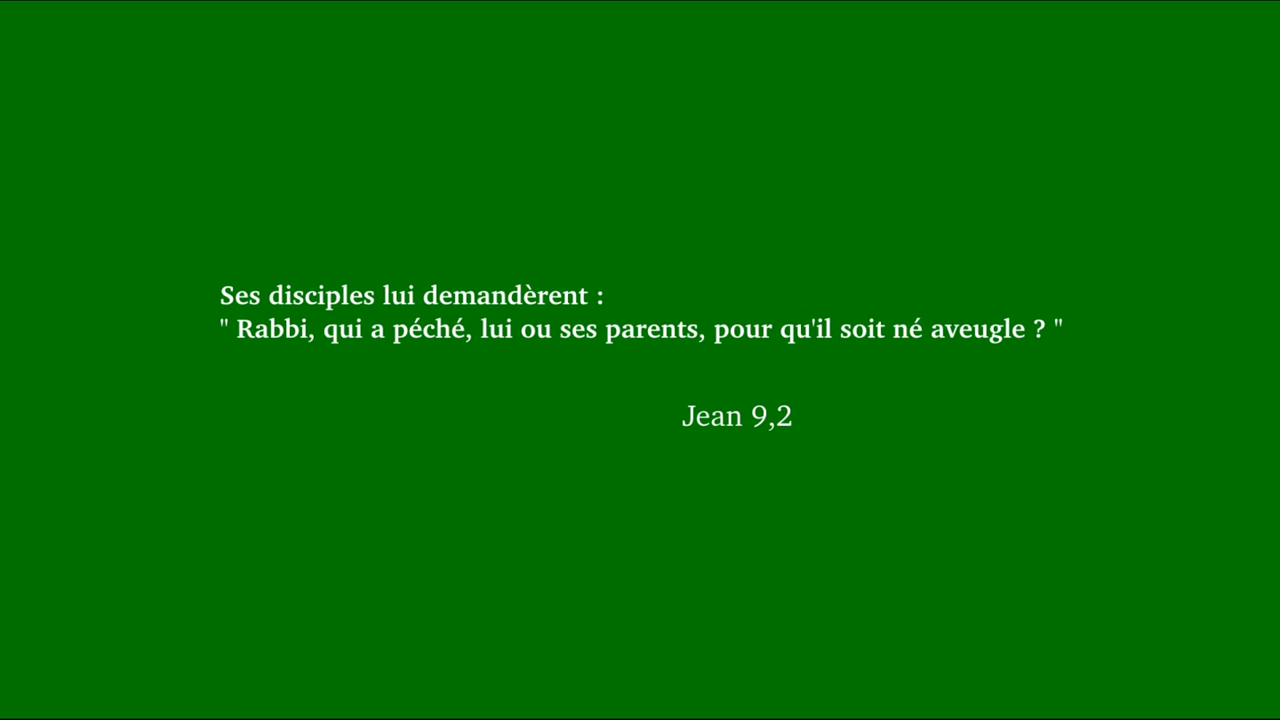 Ses disciples lui demandèrent :
" Rabbi, qui a péché, lui ou ses parents, pour qu'il soit né aveugle ? "
Jean 9,2